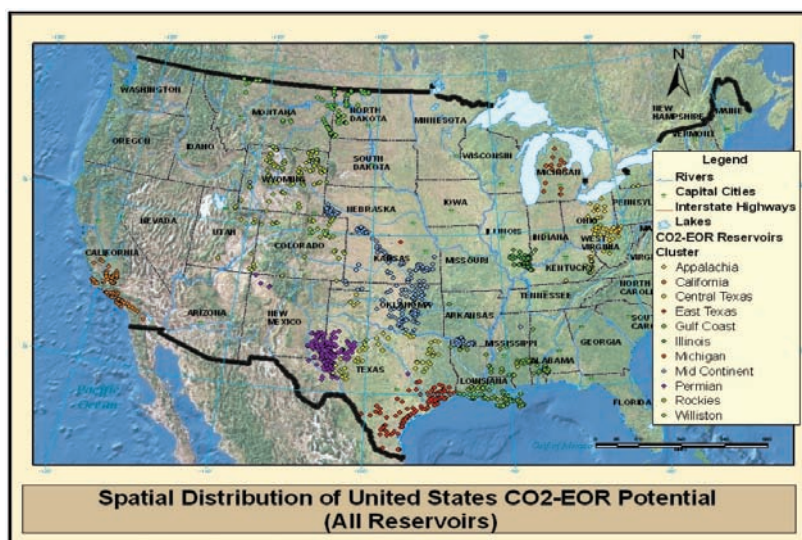 N
WASHINGTON
MONTANA
NORTH
DAKOTA
MINNESOTA
NEW
HAMPSHIRE
MAINE
VERMONT
OREGON
IDAHO
SOUTH
DAKOTA
WISCONSIN
MICHIGAN
WYOMING
NEBRASKA
IOWA
NEVADA
UTAH
COLORADO
KANSAS
MISSOURI
ILLINOIS
INDIANA
OHIO
PENNSYL
WEST
VIRGINIA
VIRGIN
KENTUCKY
CALIFORNIA
ARIZONA
NEW
MEXICO
OKLAHOMA
ARKANSAS
TENNESSEE
NORTH
CAROLIN
TEXAS
LOUISIANA
MISSISSIPPI
ALABAMA
GEORGIA
FLORIDA
Pacific
Ocean
Legend
Rivers
Capital Cities
Interstate Highways
Lakes
CO2-EOR Reservoirs
Cluster
Appalachia
California
Central Texas
East Texas
Gulf Coast
Illinois
Michigan
Mid Continent
Permian
Rockies
Williston
Spatial Distribution of United States CO2-EOR Potential
(All Reservoirs)